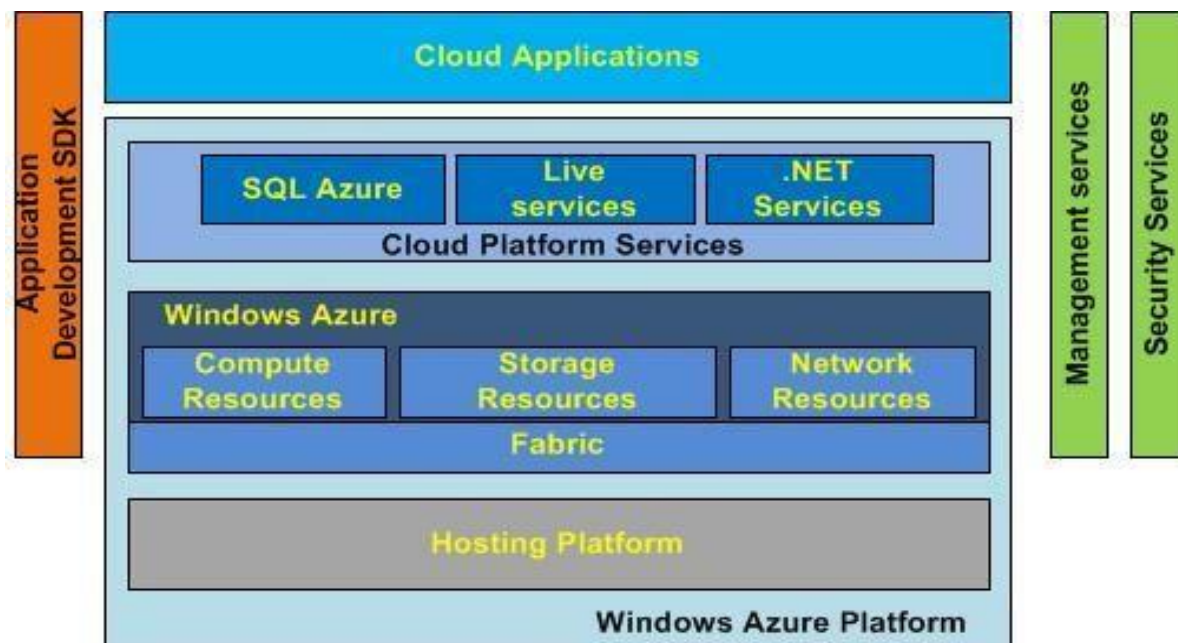 Application
Development SDK
Cloud Applications
SQL Azure
Live
services
.NET
Services
Cloud Platform Services
Windows Azure
Compute
Resources
Storage
Resources
Network
Resources
Fabric
Hosting Platform
Windows Azure Platform
Management services
Security Services